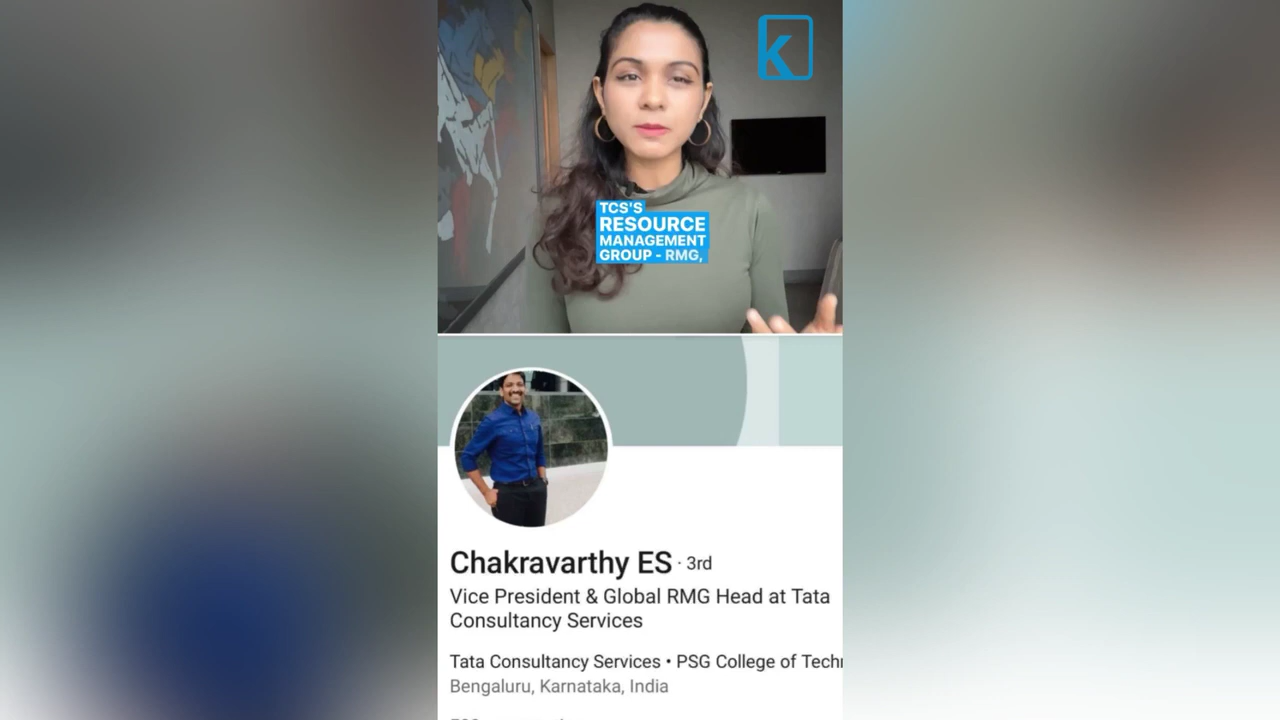 K
TCS'S
RESOURCE
MANAGEMENT
GROUP - RMG,
Chakravarthy ES · 3rd
Vice President & Global RMG Head at Tata
Consultancy Services
Tata Consultancy Services • PSG College of Techn
Bengaluru, Karnataka, India